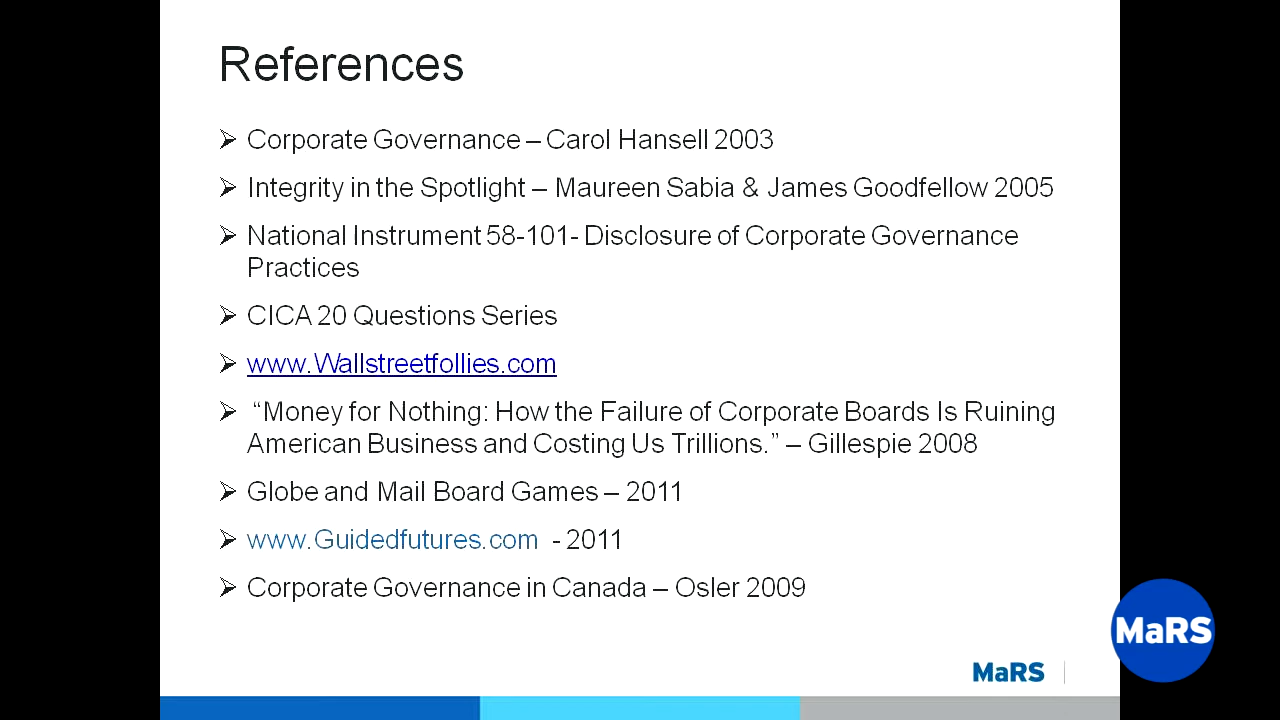 References
➢ Corporate Governance – Carol Hansell 2003
➢ Integrity in the Spotlight – Maureen Sabia & James Goodfellow 2005
➢ National Instrument 58-101- Disclosure of Corporate Governance
Practices
➢ CICA 20 Questions Series
➢ www.Wallstreetfollies.com
➢ “Money for Nothing: How the Failure of Corporate Boards Is Ruining
American Business and Costing Us Trillions.” – Gillespie 2008
➢ Globe and Mail Board Games – 2011
➢ www.Guidedfutures.com - 2011
➢ Corporate Governance in Canada – Osler 2009
MaRS
MaRS